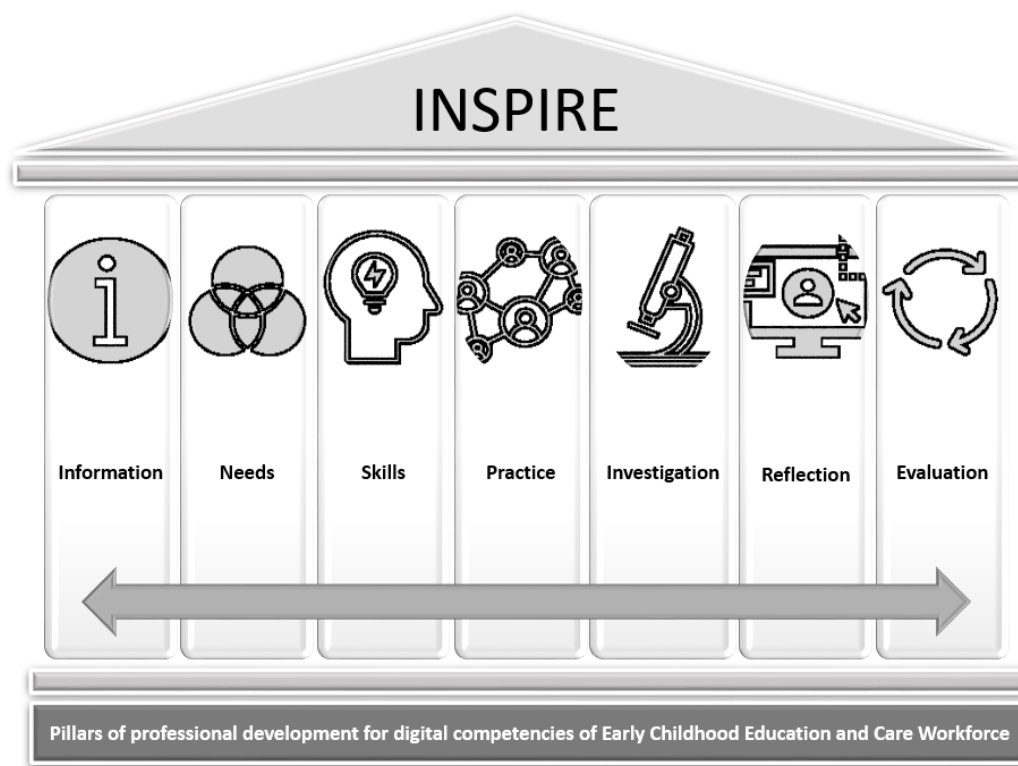 INSPIRE
Information
Needs
Skills
Practice
Investigation
Reflection
Evaluation
Pillars of professional development for digital competencies of Early Childhood Education and Care Workforce